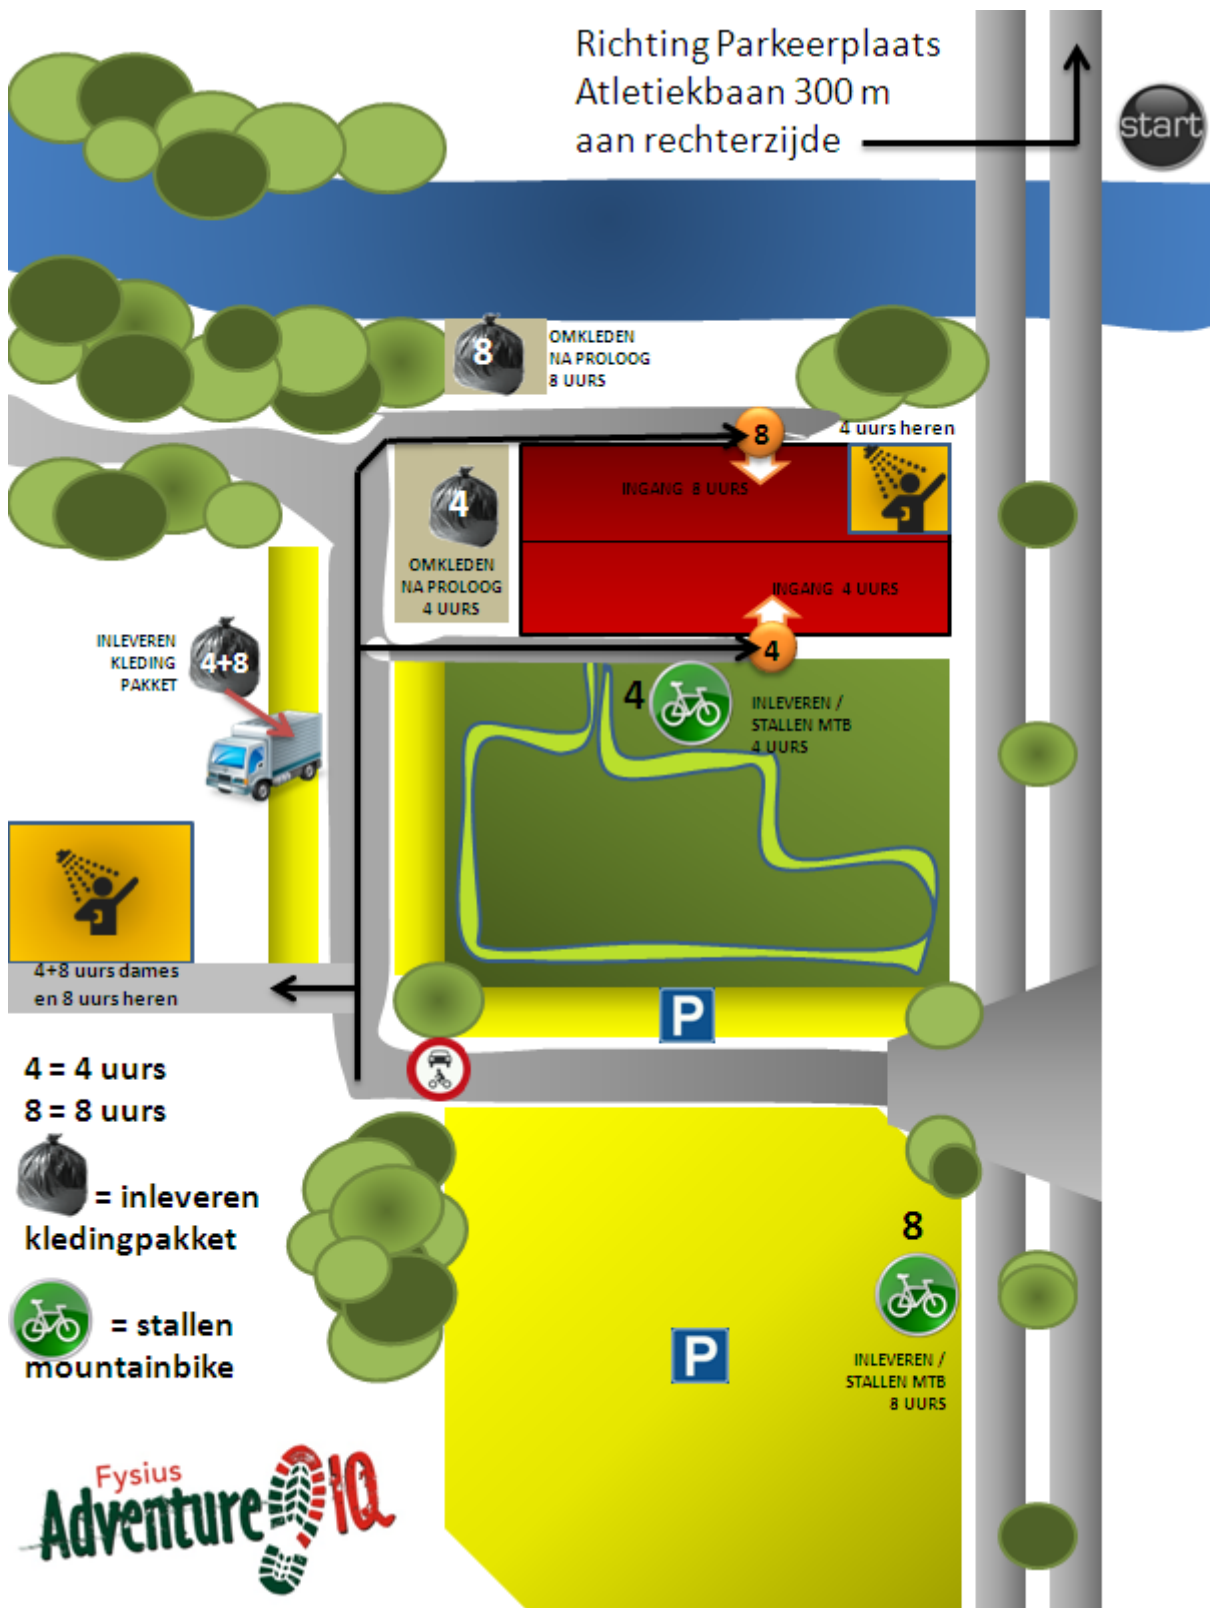 Richting Parkeerplaats
Atletiekbaan 300 m
aan rechterzijde
start
8
OMKLEDEN
NA PROLOOG
8 UURS
8
4 uurs heren
INGANG 8 UURS
4
OMKLEDEN
NA PROLOOG
4 UURS
INGANG 4 UURS
4
INLEVEREN
KLEDING
PAKKET
4+8
4
INLEVEREN /
STALLEN MTB
4 UURS
4+8 uurs dames
en 8 uurs heren
P
4 = 4 uurs
8 = 8 uurs
= inleveren
kledingpakket
= stallen
mountainbike
8
INLEVEREN /
STALLEN MTB
8 UURS
P
Fysius
Adventure IQ